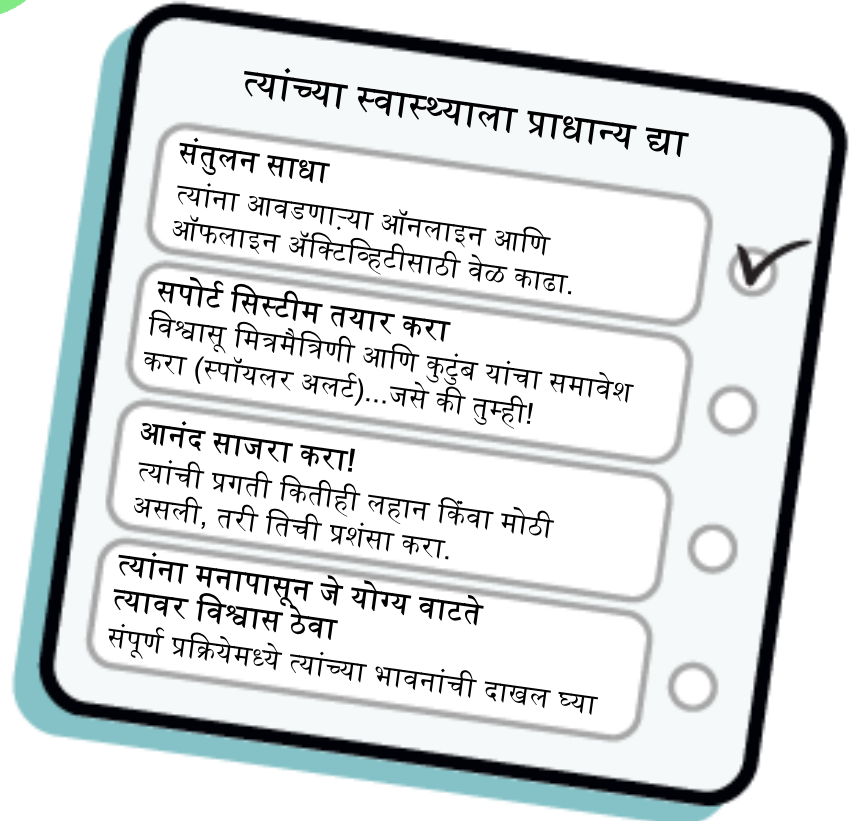 त्यांच्या स्वास्थ्याला प्राधान्य द्या
संतुलन साधा
त्यांना आवडणाऱ्या ऑनलाइन आणि
ऑफलाइन ॲक्टिव्हिटीसाठी वेळ काढा.
सपोर्ट सिस्टीम तयार करा
विश्वासू मित्रमैत्रिणी आणि कुटुंब यांचा समावेश
करा (स्पॉयलर अलर्ट)...जसे की तुम्ही!
आनंद साजरा करा!
त्यांची प्रगती कितीही लहान किंवा मोठी
असली, तरी तिची प्रशंसा करा.
त्यांना मनापासून जे योग्य वाटते
त्यावर विश्वास ठेवा
संपूर्ण प्रक्रियेमध्ये त्यांच्या भावनांची दाखल घ्या